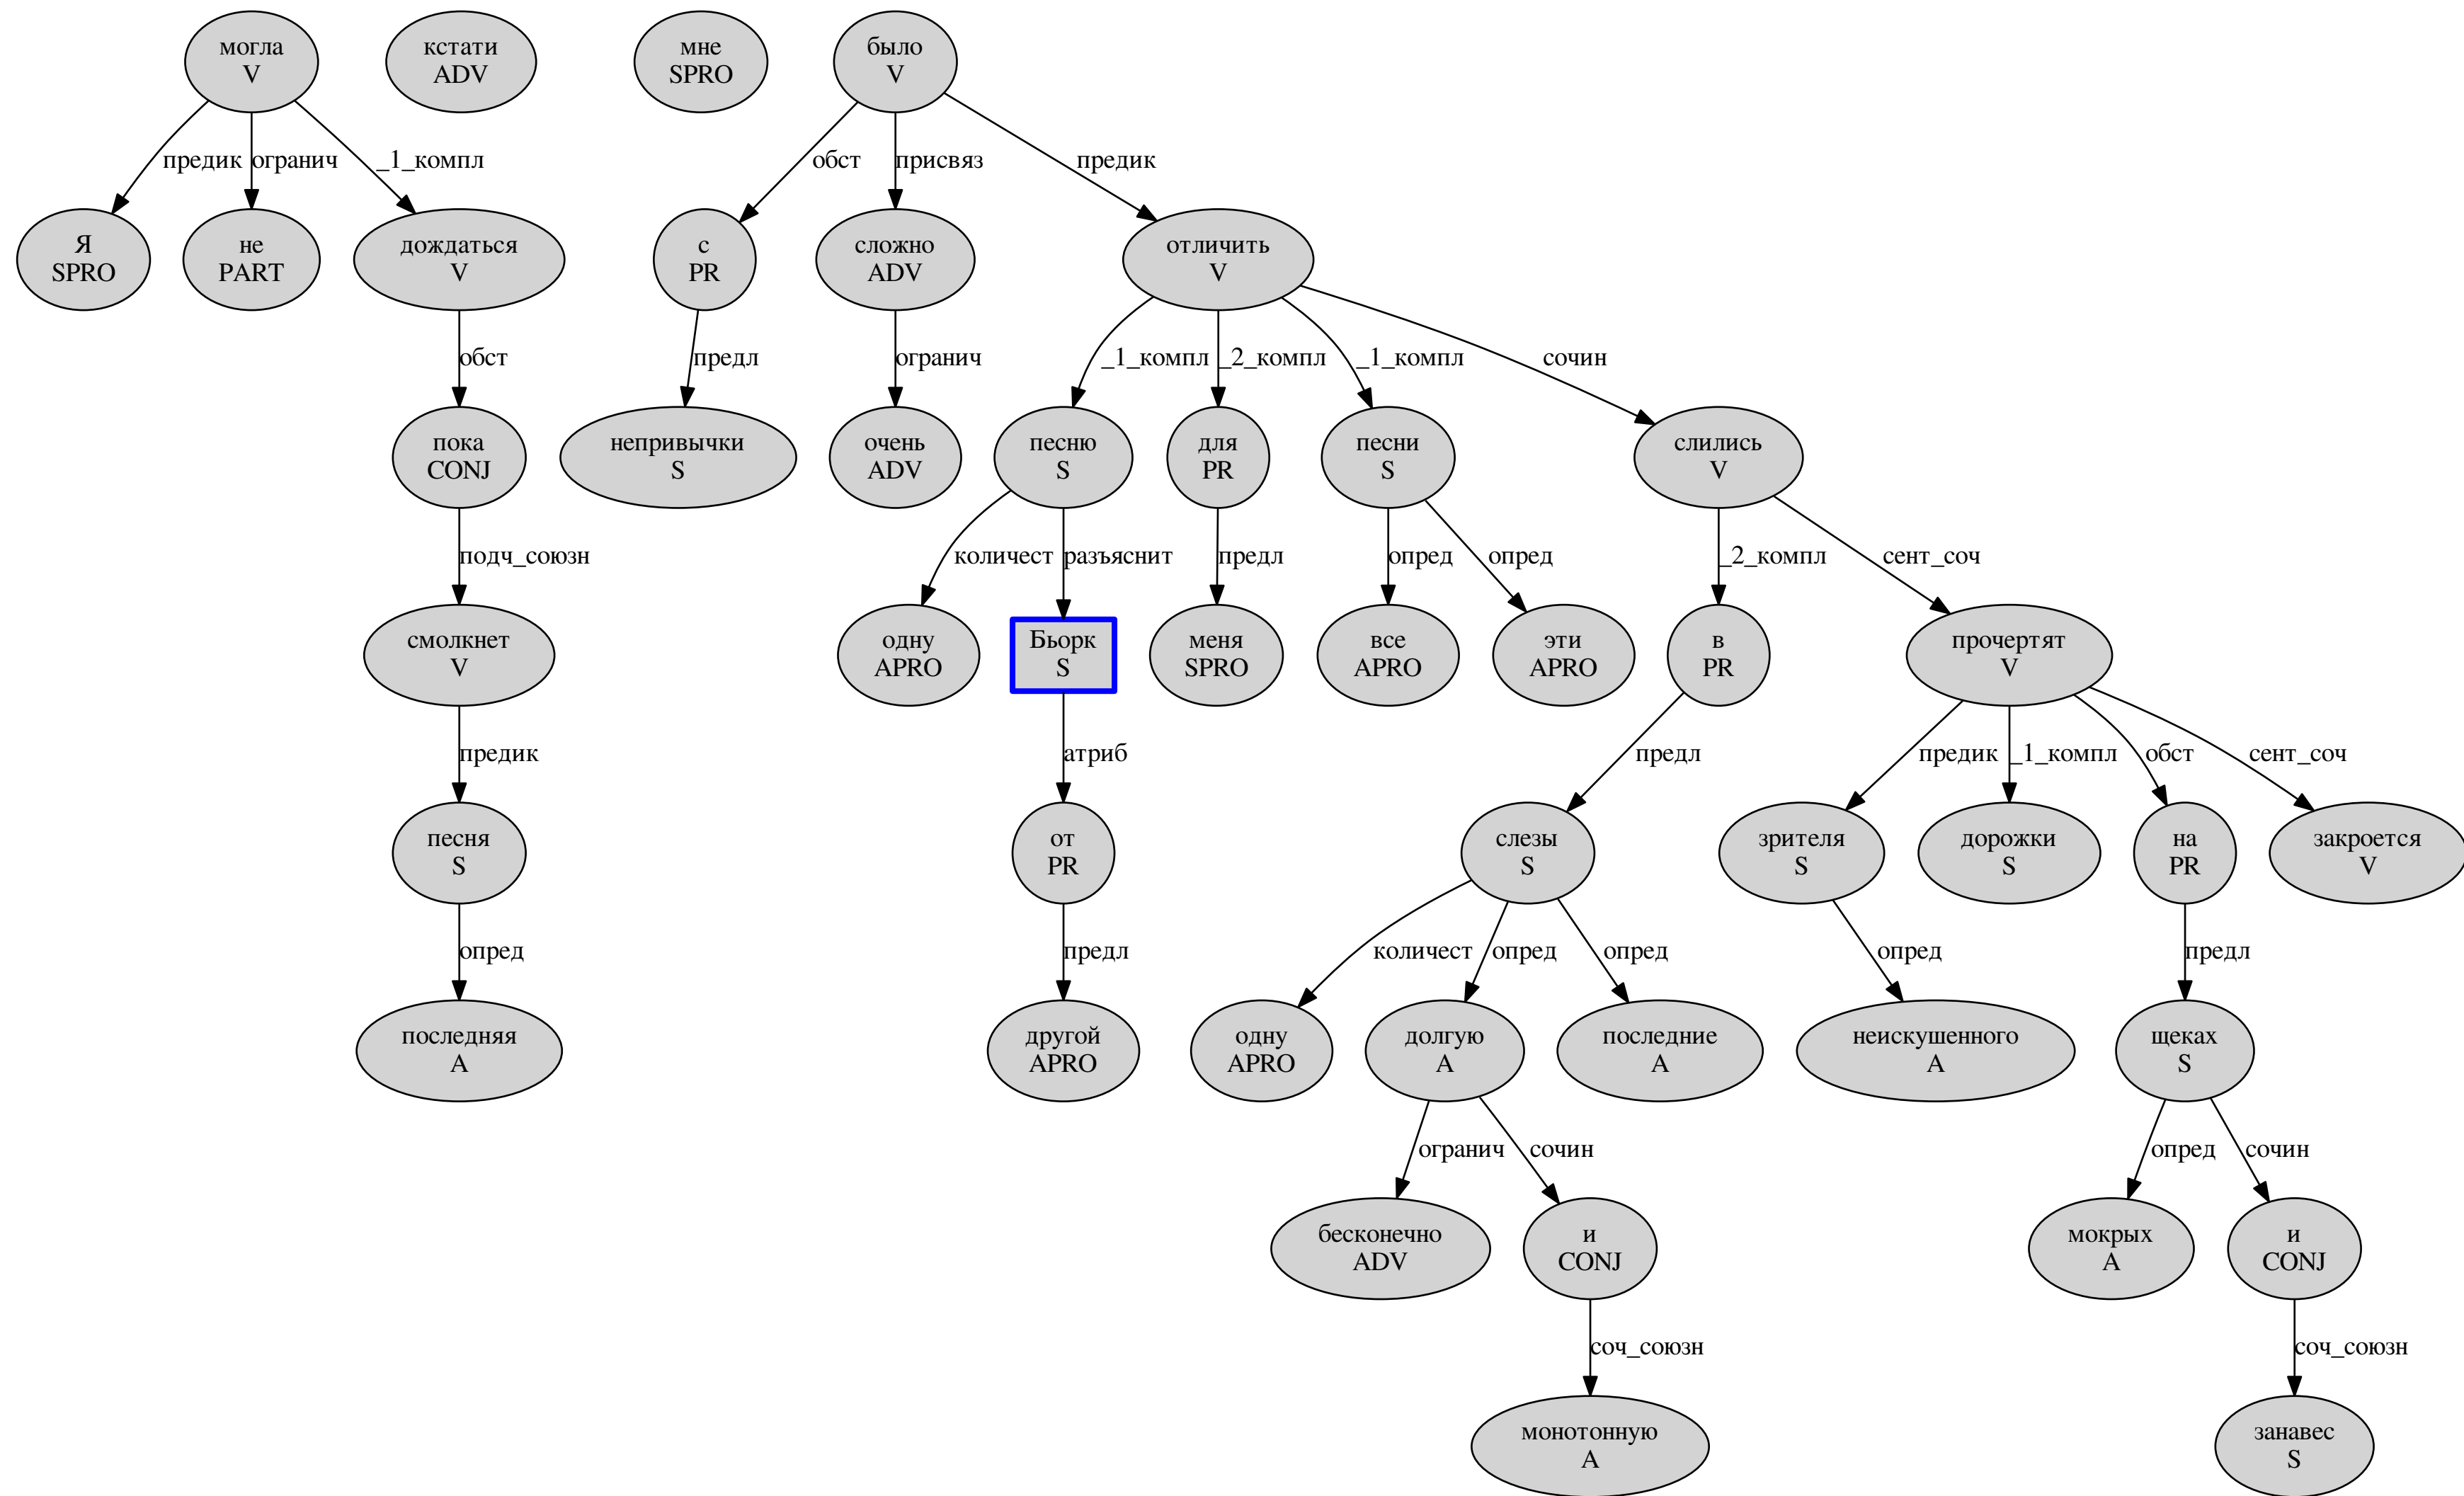 могла
V
кстати
ADV
мне
SPRO
было
V
предик
огранич
_1_компл
обст
присвяз
предик
Я
SPRO
не
PART
дождаться
V
с
PR
сложно
ADV
отличить
V
обст
предл
огранич
_1_компл
_2_компл
_1_компл
сочин
пока
CONJ
непривычки
S
очень
ADV
песню
S
для
PR
песни
S
слились
V
подч_союзн
количест
разъяснит
предл
опред
опред
_2_компл
сент_соч
смолкнет
V
одну
APRO
Бьорк
S
меня
SPRO
все
APRO
эти
APRO
в
PR
прочертят
V
предик
атриб
предл
предик
_1_компл
обст
сент_соч
песня
S
от
PR
слезы
S
зрителя
S
дорожки
S
на
PR
закроется
V
опред
предл
количест
опред
опред
опред
предл
последняя
A
другой
APRO
одну
APRO
долгую
A
последние
A
неискушенного
A
щеках
S
огранич
сочин
опред
сочин
бесконечно
ADV
и
CONJ
мокрых
A
и
CONJ
соч_союзн
соч_союзн
монотонную
A
занавес
S